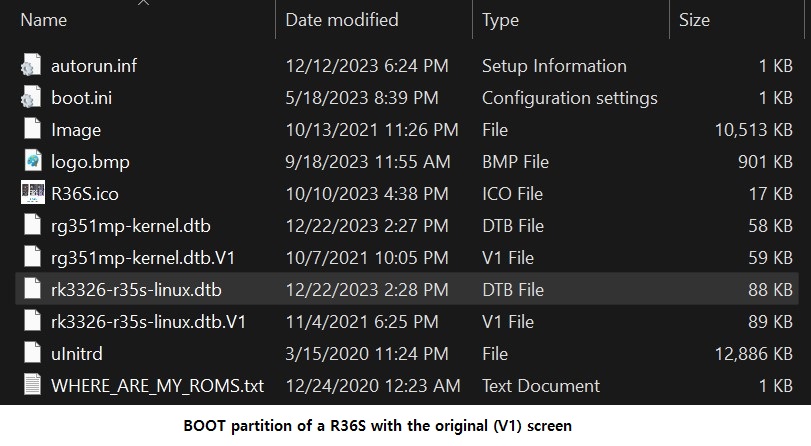 Name Date modified Type Size
autorun.inf 12/12/2023 6:24 PM Setup Information 1 KB
boot.ini 5/18/2023 8:39 PM Configuration settings 1 KB
Image 10/13/2021 11:26 PM File 10,513 KB
logo.bmp 9/18/2023 11:55 AM BMP File 901 KB
R36S.ico 10/10/2023 4:38 PM ICO File 17 KB
rg351mp-kernel.dtb 12/22/2023 2:27 PM DTB File 58 KB
rg351mp-kernel.dtb.V1 10/7/2021 10:05 PM V1 File 59 KB
rk3326-r35s-linux.dtb 12/22/2023 2:28 PM DTB File 88 KB
rk3326-r35s-linux.dtb.V1 11/4/2021 6:25 PM V1 File 89 KB
uInitrd 3/15/2020 11:24 PM File 12,886 KB
WHERE_ARE_MY_ROMS.txt 12/24/2020 12:23 AM Text Document 1 KB
BOOT partition of a R36S with the original (V1) screen